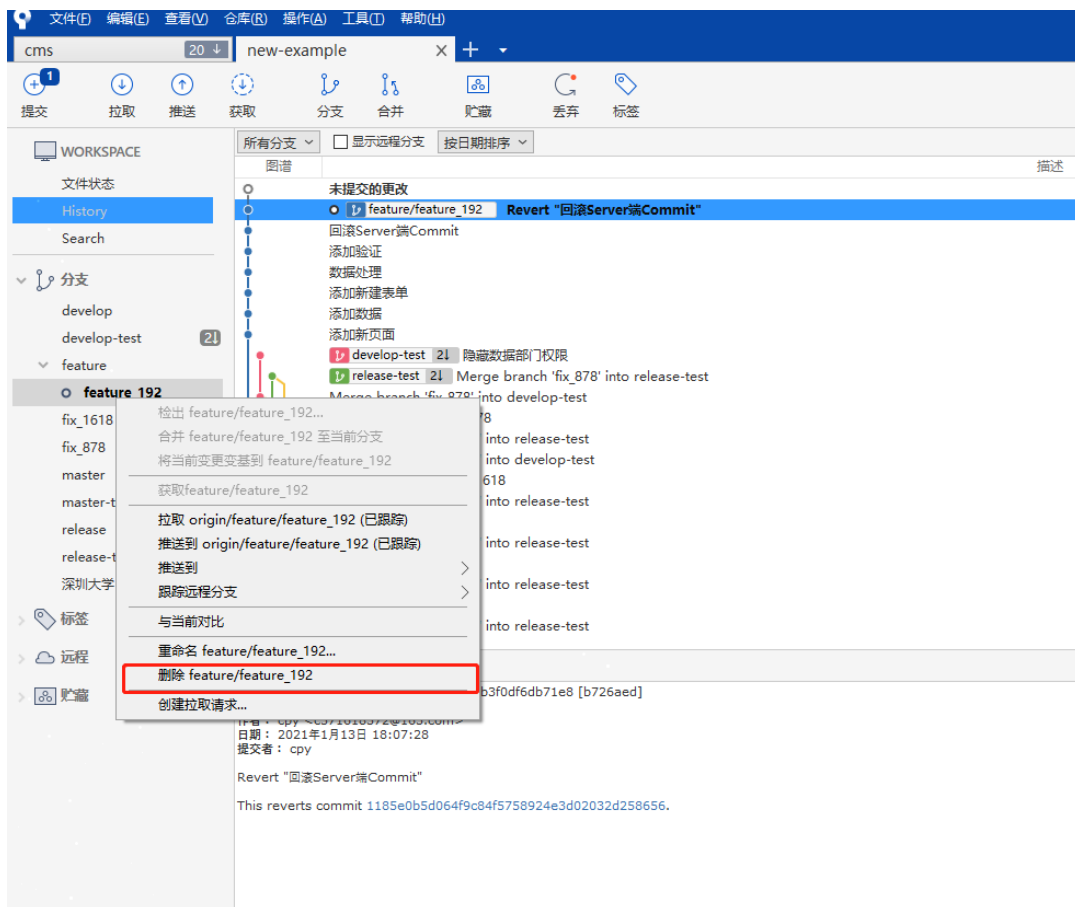 文件(F) 编辑(E) 查看(V) 仓库(R) 操作(A) 工具(T) 帮助(H)
cms 20 ↓ new-example × + 
1
提交 拉取 推送 获取 分支 合并 贮藏 丢弃 标签
所有分支 显示远程分支 按日期排序
图谱 描述
WORKSPACE
文件状态
History
Search
分支
develop
develop-test 2↓
feature
feature_192
fix_1618
fix_878
master
master-t
release
release-t
深圳大学
标签
远程
贮藏
未提交的更改
feature/feature_192 Revert "回滚Server端Commit"
回滚Server端Commit
添加验证
数据处理
添加新建表单
添加数据
添加新页面
develop-test 2↓ 隐藏数据部门权限
release-test 2↓ Merge branch 'fix_878' into release-test
Merge branch 'fix_878' into develop-test
78
into release-test
into develop-test
618
into release-test
into release-test
into release-test
into release-test
检出 feature/feature_192...
合并 feature/feature_192 至当前分支
将当前变更变基到 feature/feature_192
获取feature/feature_192
拉取 origin/feature/feature_192 (已跟踪)
推送到 origin/feature/feature_192 (已跟踪)
推送到
跟踪远程分支
与当前对比
重命名 feature/feature_192...
删除 feature/feature_192
创建拉取请求...
b3f0df6db71e8 [b726aed]
日期： 2021年1月13日 18:07:28
提交者： cpy
Revert "回滚Server端Commit"
This reverts commit 1185e0b5d064f9c84f5758924e3d02032d258656.